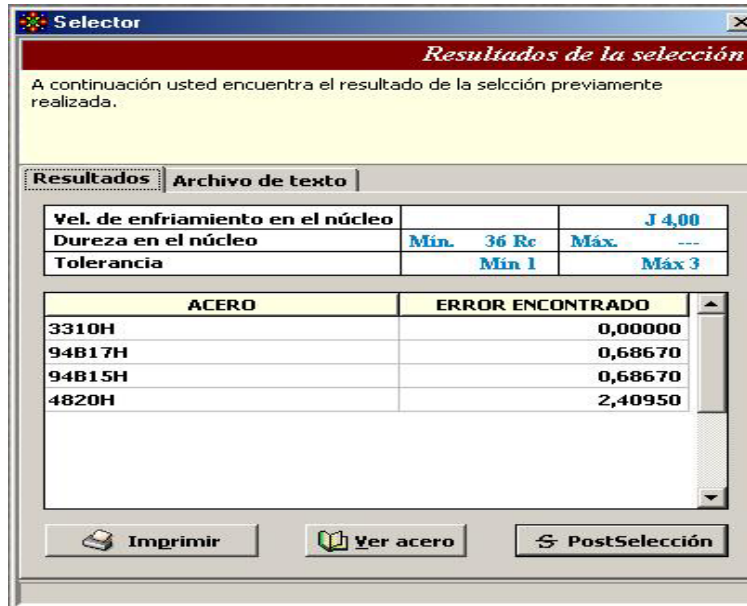 Selector
Resultados de la selección
A continuación usted encuentra el resultado de la selcción previamente
realizada.
Resultados Archivo de texto
Vel. de enfriamiento en el núcleo J 4,00
Dureza en el núcleo Mín. 36 Rc Máx. ---
Tolerancia Mín 1 Máx 3
ACERO ERROR ENCONTRADO
3310H 0,00000
94B17H 0,68670
94B15H 0,68670
4820H 2,40950
Imprimir Ver acero PostSelección